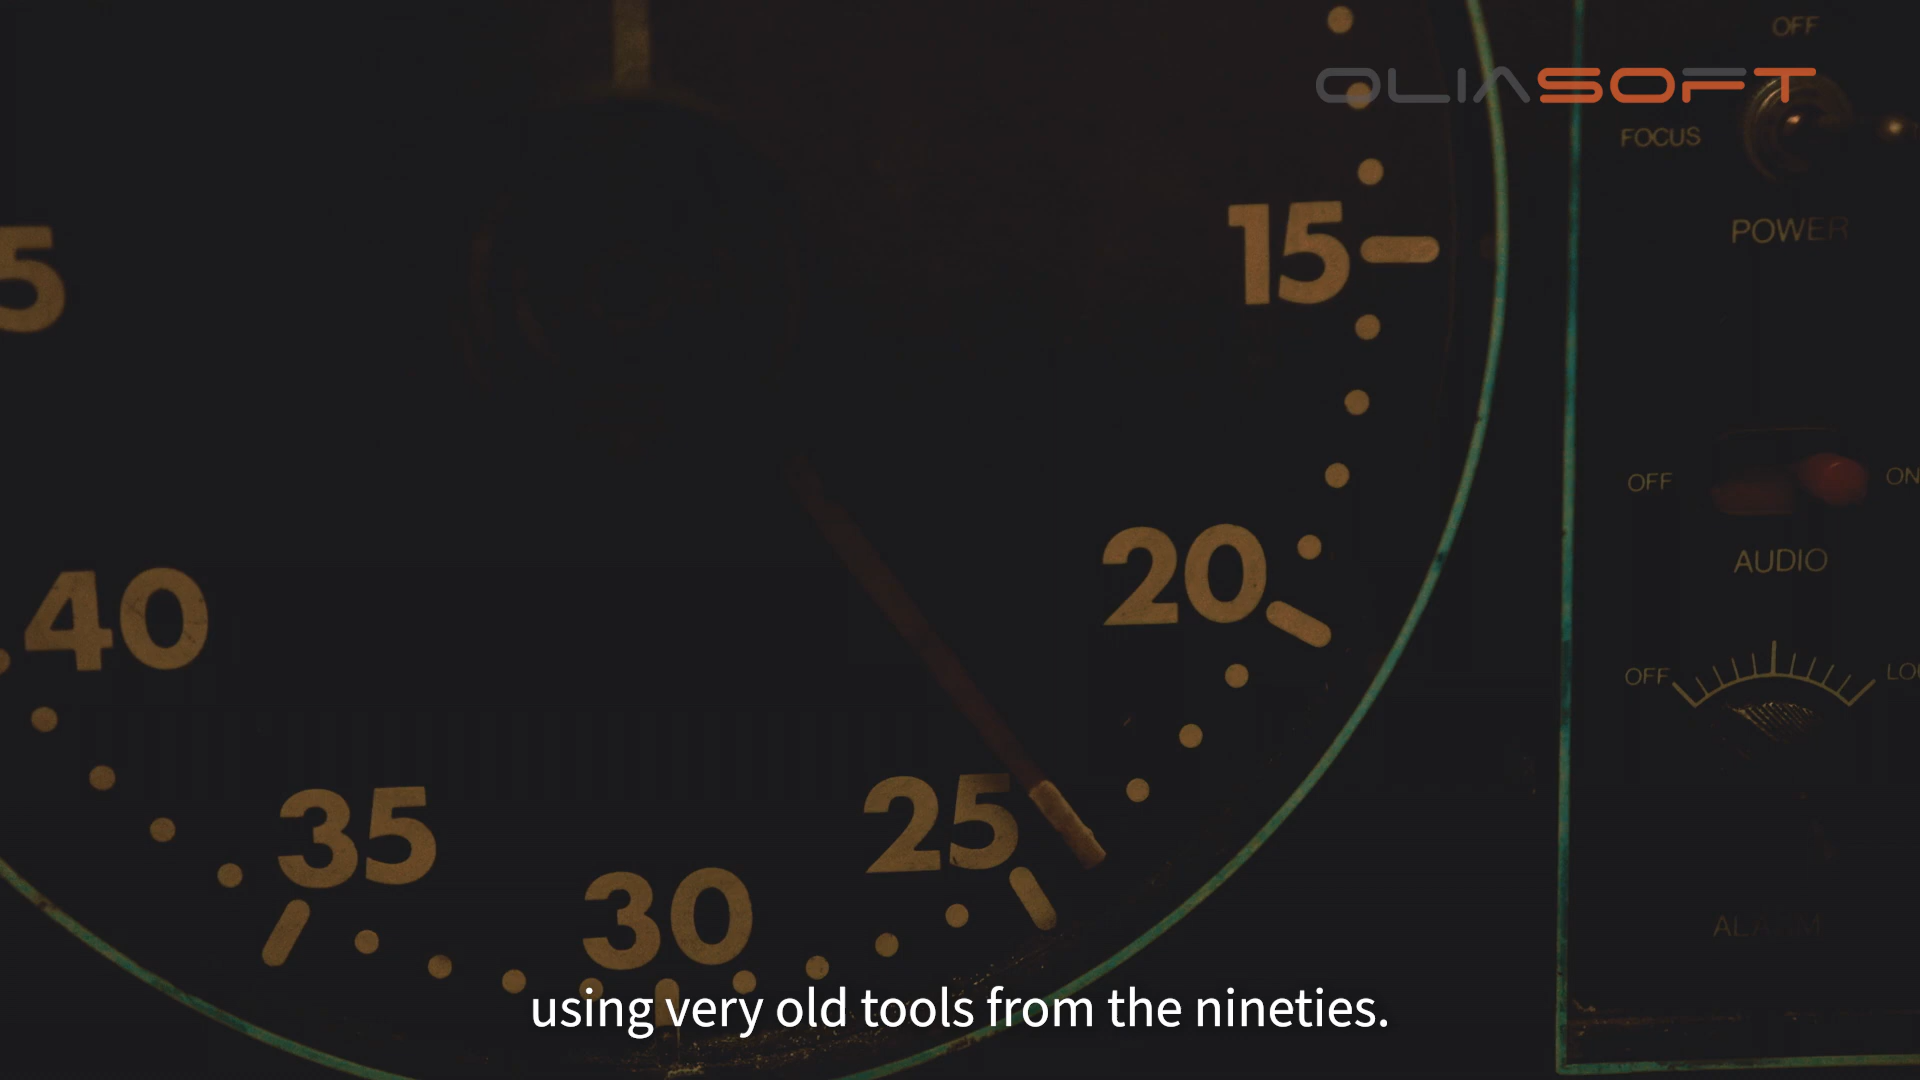 OFF
OLIASOFT
FOCUS
POWER
15
5
OFF ON
AUDIO
20
40
OFF
25
35
30
ALARM
using very old tools from the nineties.